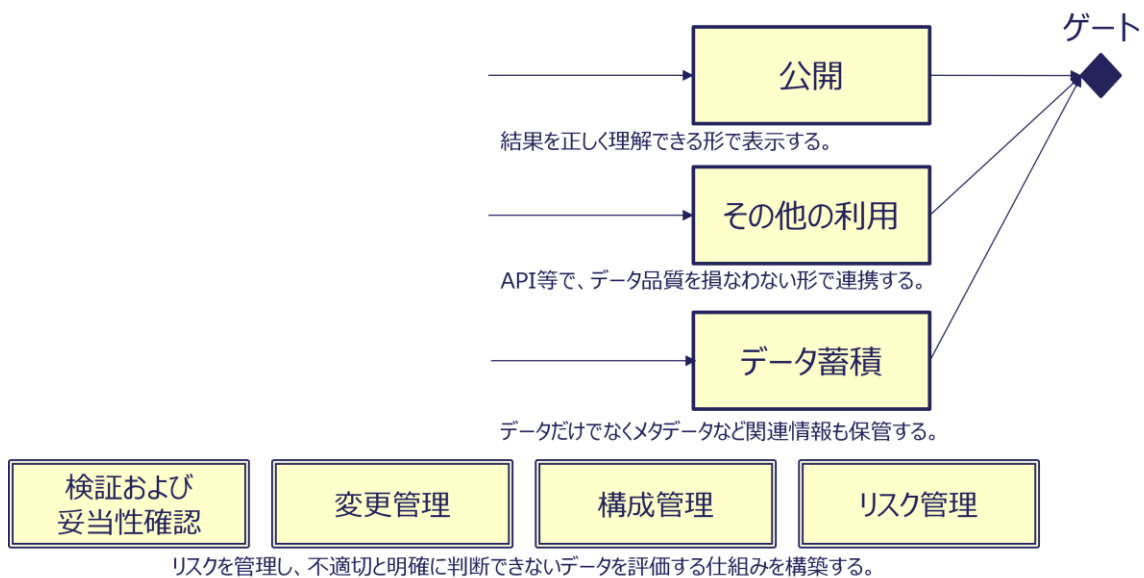 ゲート
公開
結果を正しく理解できる形で表示する。
その他の利用
API等で、データ品質を損なわない形で連携する。
データ蓄積
データだけでなくメタデータなど関連情報も保管する。
検証および
妥当性確認
変更管理
構成管理
リスク管理
リスクを管理し、不適切と明確に判断できないデータを評価する仕組みを構築する。